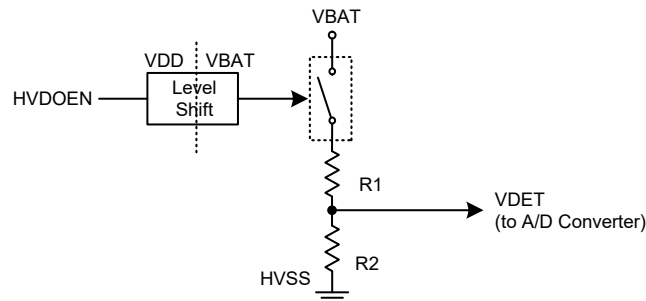 VBAT
VDD VBAT
HVDOEN
Level
Shift
R1
VDET
(to A/D Converter)
R2
HVSS